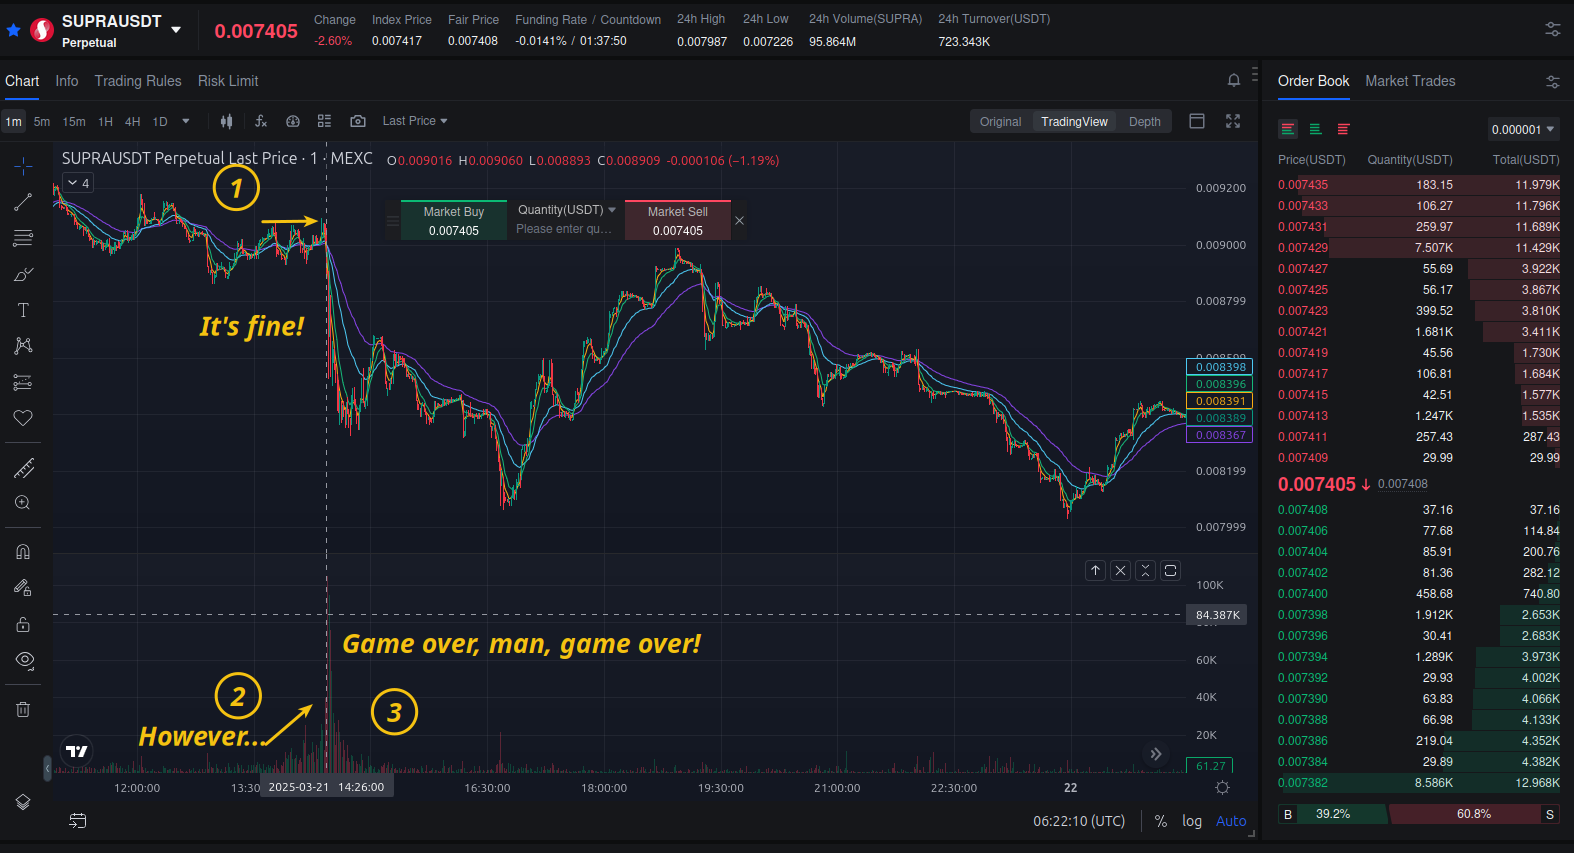 SUPRAUSDT
Perpetual
0.007405
Change
-2.60%
Index Price
0.007417
Fair Price
0.007408
Funding Rate / Countdown
-0.0141% / 01:37:50
24h High
0.007987
24h Low
0.007226
24h Volume(SUPRA)
95.864M
24h Turnover(USDT)
723.343K
Chart Info Trading Rules Risk Limit
1m 5m 15m 1H 4H 1D
Last Price
Original TradingView Depth
SUPRAUSDT Perpetual Last Price · 1 · MEXC O0.009016 H0.009060 L0.008893 C0.008909 -0.000106 (−1.19%)
4
1
Market Buy
0.007405
Quantity(USDT)
Please enter qu...
Market Sell
0.007405
It's fine!
0.009200
0.009000
0.008799
0.008599
0.008398
0.008396
0.008391
0.008389
0.008367
0.008199
0.007999
100K
84.387K
80K
60K
40K
20K
61.27
Game over, man, game over!
2
However...
3
12:00:00 13:30 2025-03-21 14:26:00 16:30:00 18:00:00 19:30:00 21:00:00 22:30:00 22
06:22:10 (UTC) % log Auto
Order Book Market Trades
0.000001
Price(USDT) Quantity(USDT) Total(USDT)
0.007435 183.15 11.979K
0.007433 106.27 11.796K
0.007431 259.97 11.689K
0.007429 7.507K 11.429K
0.007427 55.69 3.922K
0.007425 56.17 3.867K
0.007423 399.52 3.810K
0.007421 1.681K 3.411K
0.007419 45.56 1.730K
0.007417 106.81 1.684K
0.007415 42.51 1.577K
0.007413 1.247K 1.535K
0.007411 257.43 287.43
0.007409 29.99 29.99
0.007405 0.007408
0.007408 37.16 37.16
0.007406 77.68 114.84
0.007404 85.91 200.76
0.007402 81.36 282.12
0.007400 458.68 740.80
0.007398 1.912K 2.653K
0.007396 30.41 2.683K
0.007394 1.289K 3.973K
0.007392 29.93 4.002K
0.007390 63.83 4.066K
0.007388 66.98 4.133K
0.007386 219.04 4.352K
0.007384 29.89 4.382K
0.007382 8.586K 12.968K
B 39.2% 60.8% S